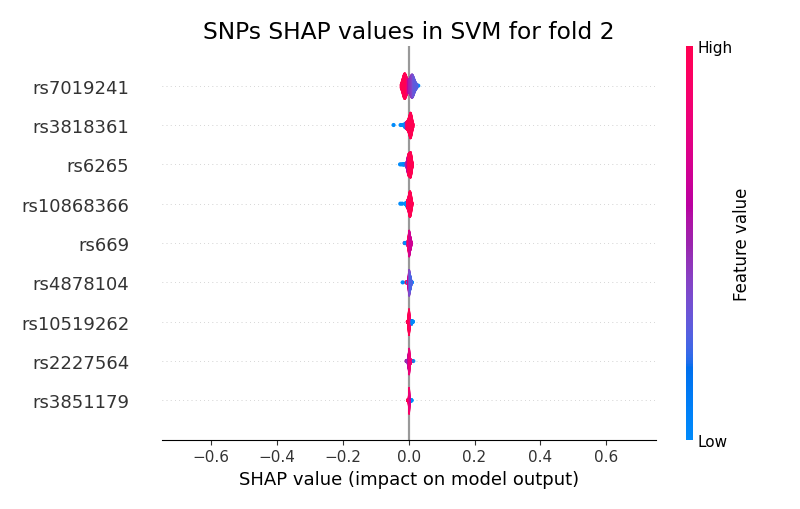 SNPs SHAP values in SVM for fold 2
High
rs7019241
rs3818361
rs6265
rs10868366
rs669
rs4878104
rs10519262
rs2227564
rs3851179
Feature value
Low
−0.6 −0.4 −0.2 0.0 0.2 0.4 0.6
SHAP value (impact on model output)